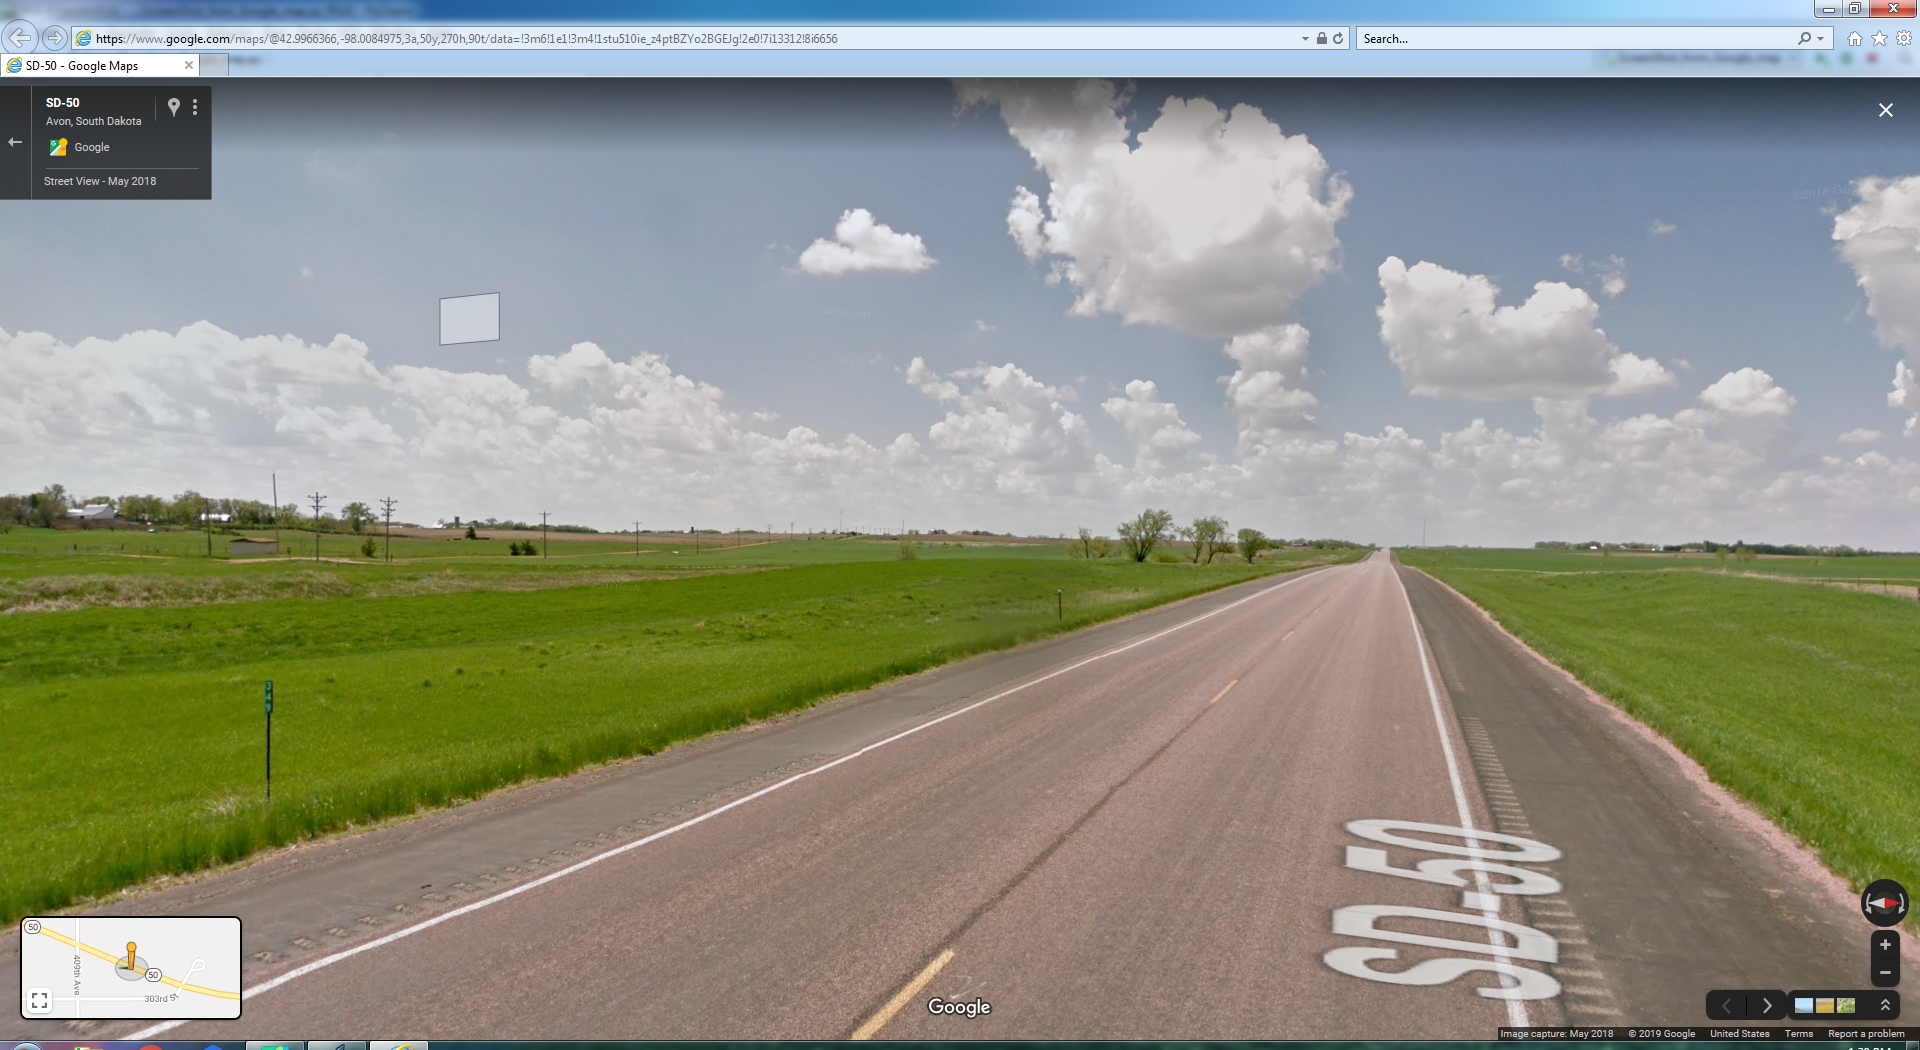 https://www.google.com/maps/@42.9966366,-98.0084975,3a,50y,270h,90t/data=!3m6!1e1!3m4!1stu510ie_z4ptBZYo2BGEJg!2e0!7i13312!8i6656
Search...
SD-50 - Google Maps
SD-50
Avon, South Dakota
Google
Street View - May 2018
349
SD-50
50
409th Ave
50
303rd St
Google
Image capture: May 2018 © 2019 Google United States Terms Report a problem